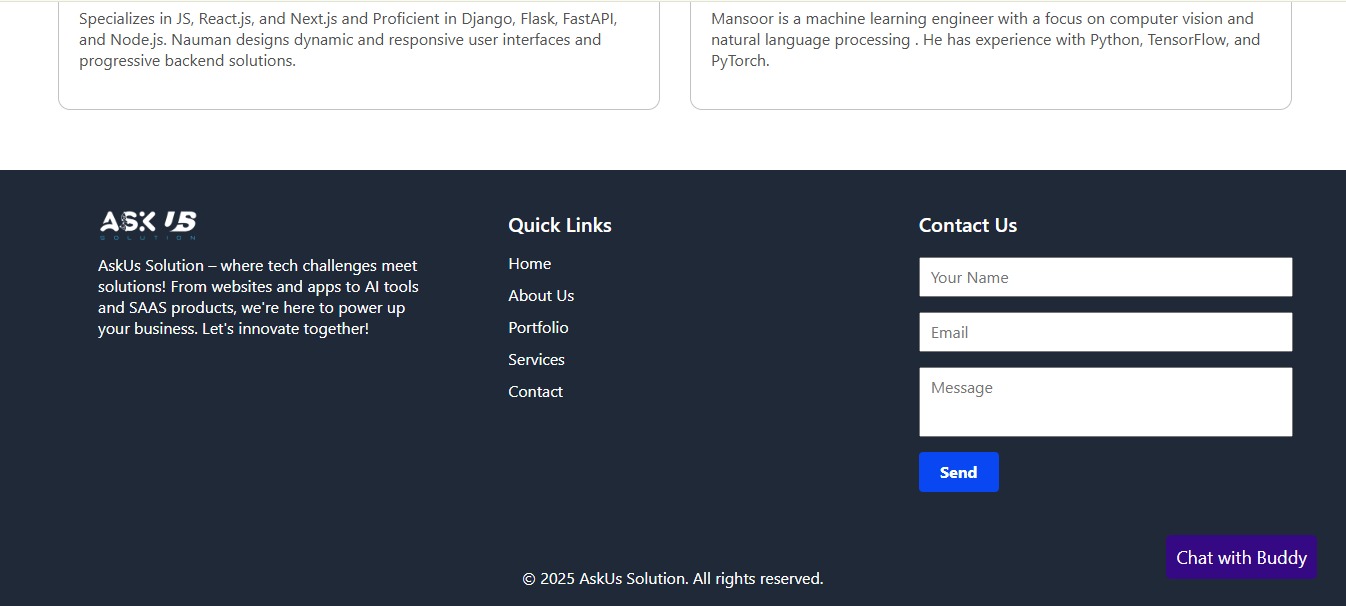 Specializes in JS, React.js, and Next.js and Proficient in Django, Flask, FastAPI,
and Node.js. Nauman designs dynamic and responsive user interfaces and
progressive backend solutions.
Mansoor is a machine learning engineer with a focus on computer vision and
natural language processing . He has experience with Python, TensorFlow, and
PyTorch.
ASK US
SOLUTION
AskUs Solution – where tech challenges meet
solutions! From websites and apps to AI tools
and SAAS products, we're here to power up
your business. Let's innovate together!
Quick Links
Home
About Us
Portfolio
Services
Contact
Contact Us
Your Name
Email
Message
Send
Chat with Buddy
© 2025 AskUs Solution. All rights reserved.